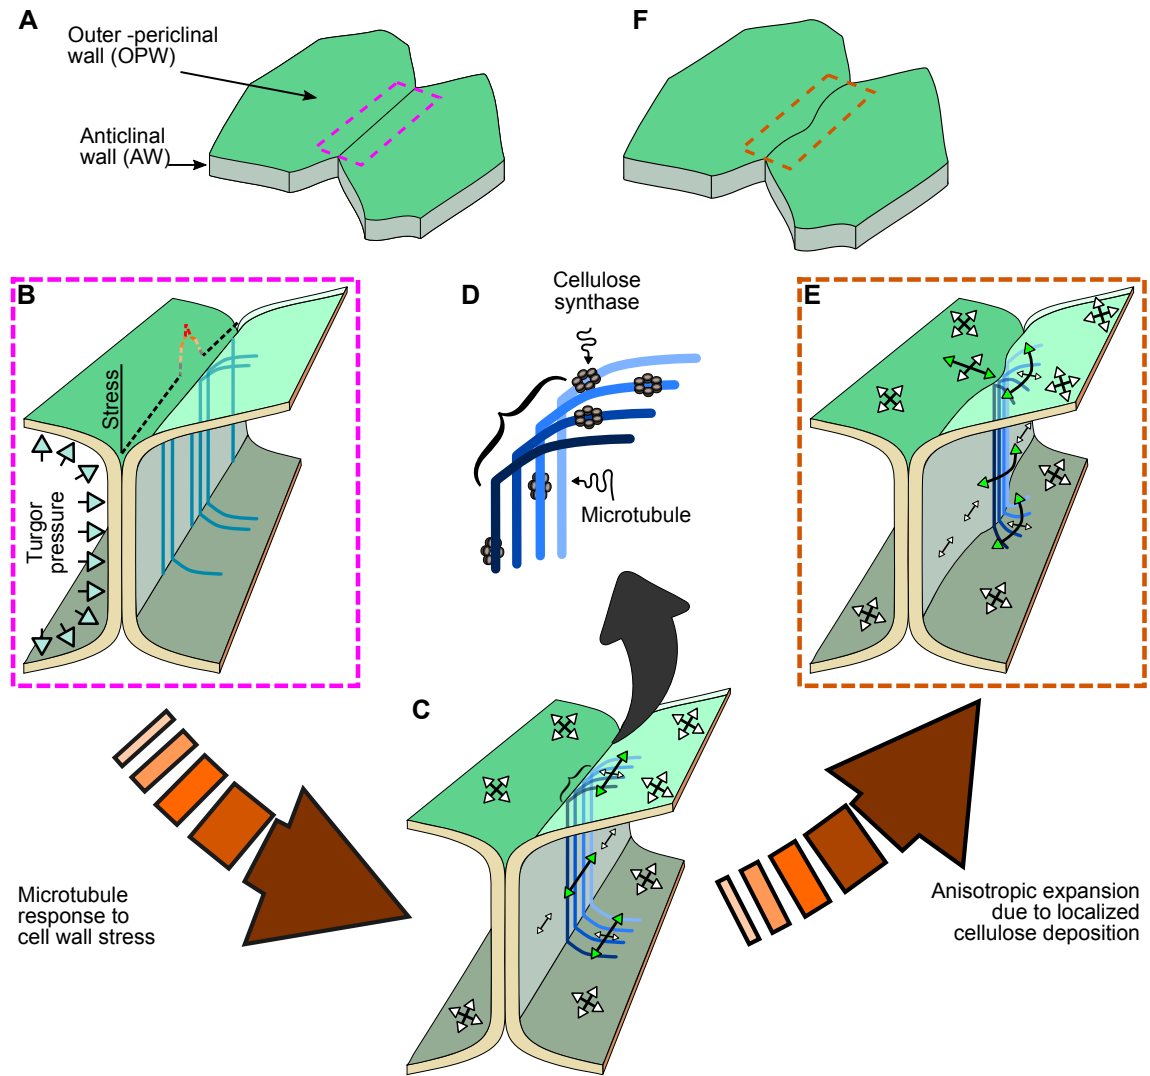 A
Outer -periclinal
wall (OPW)
Anticlinal
wall (AW)
F
B
Stress
Turgor
pressure
D
Cellulose
synthase
Microtubule
E
C
Microtubule
response to
cell wall stress
Anisotropic expansion
due to localized
cellulose deposition